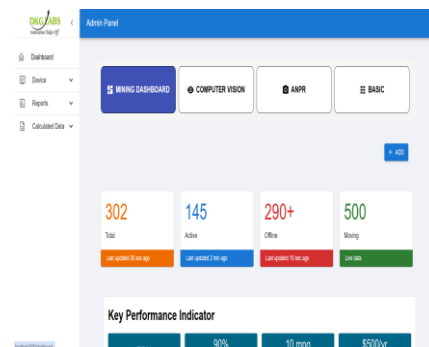 DKG LABS
Admin Panel
Dashboard
Device
Reports
Calculated Data
MINING DASHBOARD
COMPUTER VISION
ANPR
BASIC
+ ADD
302
Total
Last updated 30 sec ago
145
Active
Last updated 2 min ago
290+
Offline
Last updated 10 sec ago
500
Moving
Live data
Key Performance Indicator
90%
10 mpg
$500/yr